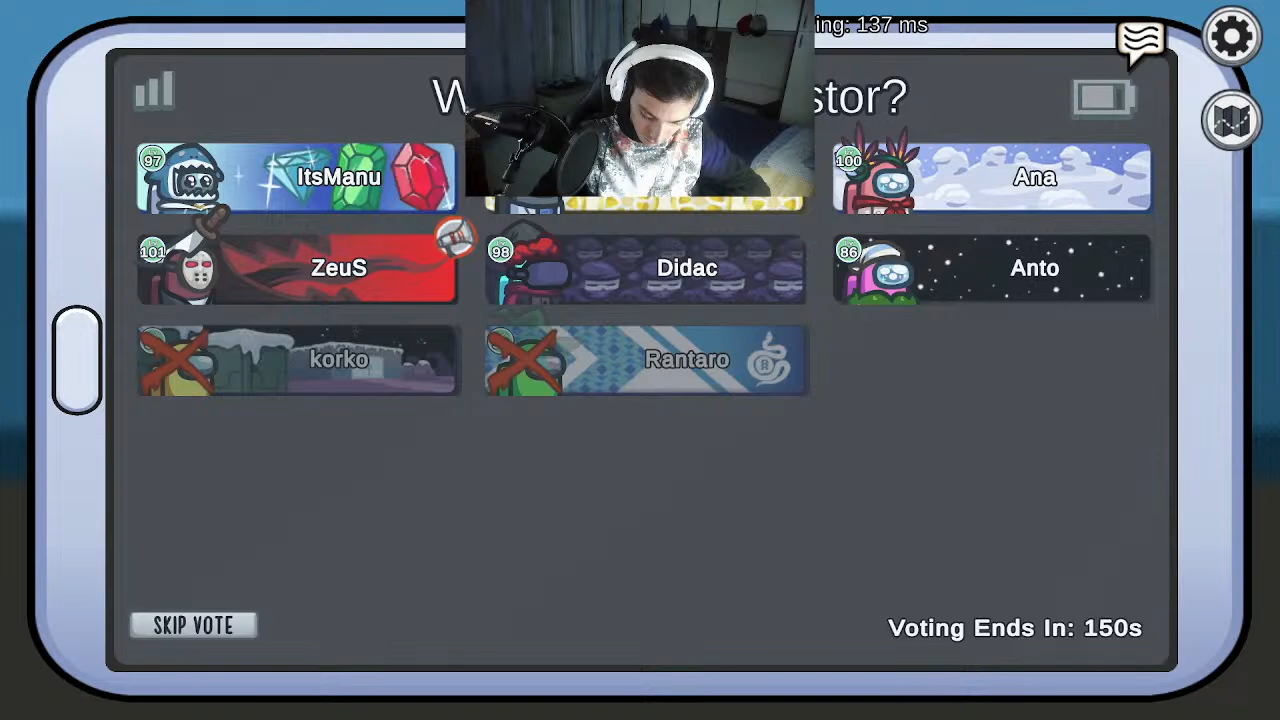 ing: 137 ms
W stor?
97 ItsManu
100 Ana
101 ZeuS
98 Didac
86 Anto
korko
Rantaro R
SKIP VOTE
Voting Ends In: 150s